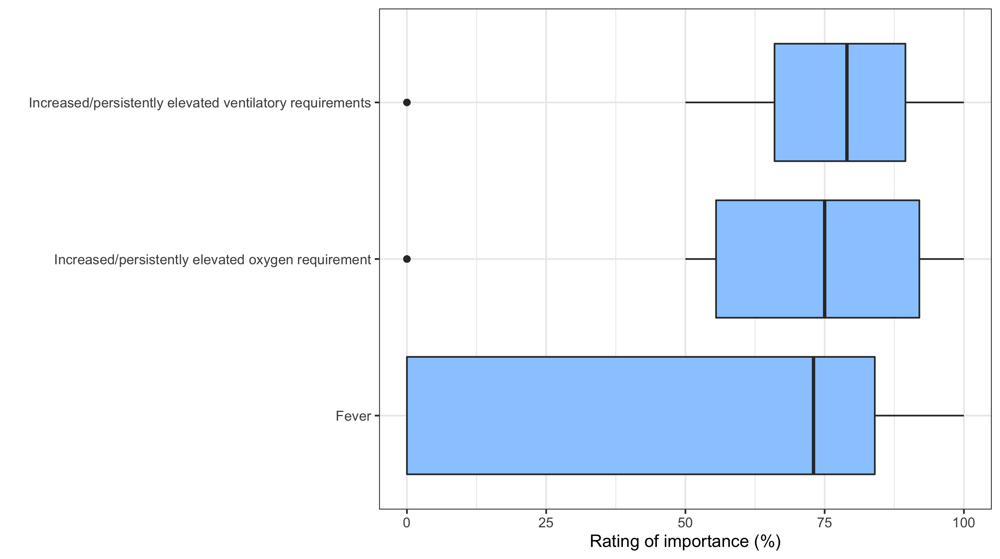 Increased/persistently elevated ventilatory requirements
Increased/persistently elevated oxygen requirement
Fever
0 25 50 75 100
Rating of importance (%)